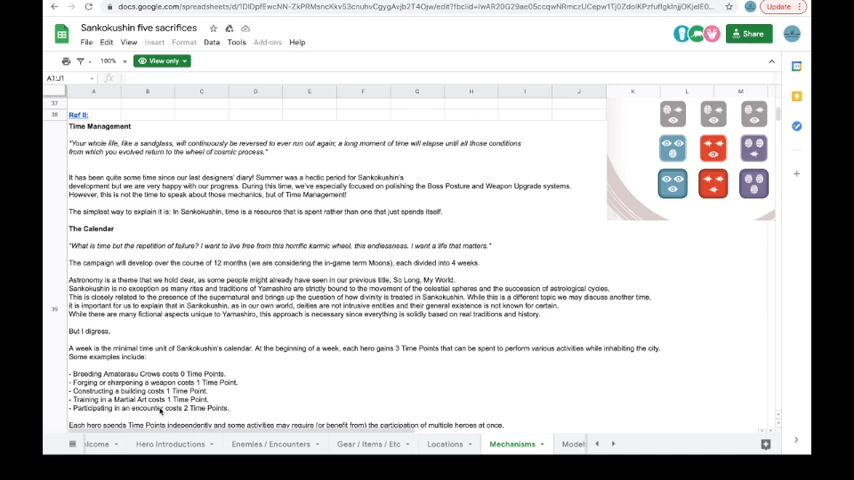 docs.google.com/spreadsheets/d/
Update
Sankokushin five sacrifices
File Edit View Insert Format Data Tools Add-ons Help
Share
100%
View only
A1:J1
fx
A B C D E F G H I J K L M
37
38
Ref II:
Time Management
"Your whole life, like a sandglass, will continuously be reversed to ever run out again; a long moment of time will elapse until all those conditions
from which you evolved return to the wheel of cosmic process."
It has been quite some time since our last designers' diary! Summer was a hectic period for Sankokushin's
development but we are very happy with our progress. During this time, we've especially focused on polishing the Boss Posture and Weapon Upgrade systems.
However, this is not the time to speak about those mechanics, but of Time Management!
The simplest way to explain it is: In Sankokushin, time is a resource that is spent rather than one that just spends itself.
The Calendar
"What is time but the repetition of failure? I want to live free from this horrific karmic wheel, this endlessness. I want a life that matters."
The campaign will develop over the course of 12 months (we are considering the in-game term Moons), each divided into 4 weeks.
Astronomy is a theme that we hold dear, as some people might already have seen in our previous title, So Long, My World.
Sankokushin is no exception as many rites and traditions of Yamashiro are strictly bound to the movement of the celestial spheres and the succession of astrological cycles.
This is closely related to the presence of the supernatural and brings up the question of how divinity is treated in Sankokushin. While this is a different topic we may discuss another time,
it is important for us to explain that in Sankokushin, as in our own world, deities are not intrusive entities and their general existence is not known for certain.
39
While there are many fictional aspects unique to Yamashiro, this approach is necessary since everything is solidly based on real traditions and history.
But I digress.
A week is the minimal time unit of Sankokushin's calendar. At the beginning of a week, each hero gains 3 Time Points that can be spent to perform various activities while inhabiting the city.
Some examples include:
- Breeding Amaterasu Crows costs 0 Time Points.
- Forging or sharpening a weapon costs 1 Time Point.
- Constructing a building costs 1 Time Point.
- Training in a Martial Art costs 1 Time Point.
- Participating in an encounter costs 2 Time Points.
Each hero spends Time Points independently and some activities may require (or benefit from) the participation of multiple heroes at once.
elcome Hero Introductions Enemies / Encounters Gear / Items / Etc Locations Mechanisms Model